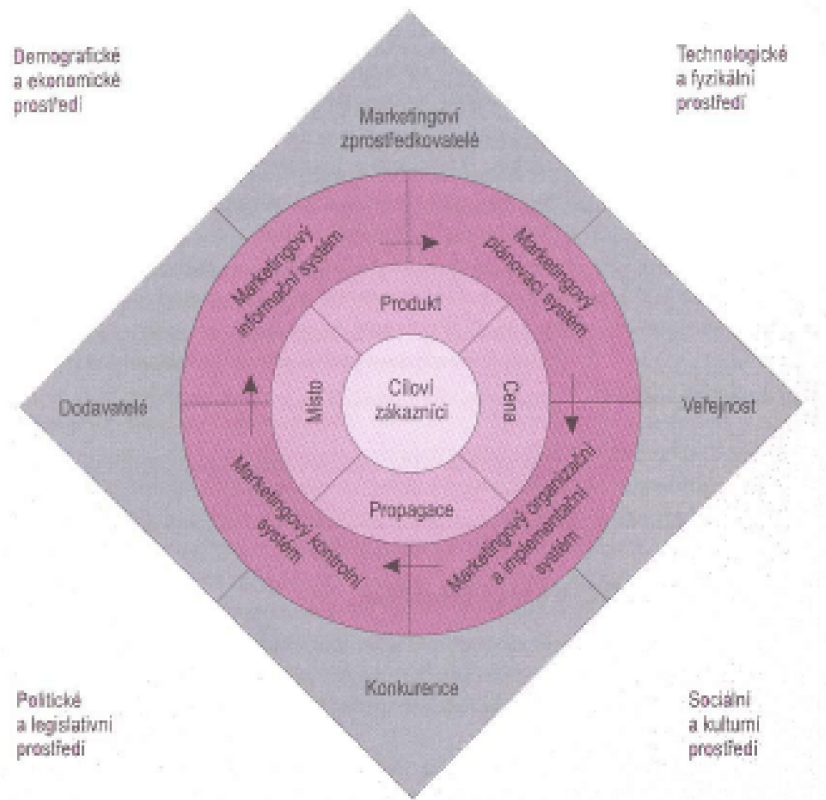 Demografické
a ekonomické
prostředí
Technologické
a fyzikální
prostředí
Marketingoví
zprostředkovatelé
Marketingový
informační systém
Marketingový
plánovací systém
Produkt
Dodavatelé
Místo
Cíloví
zákazníci
Cena
Veřejnost
Propagace
Marketingový kontrolní
systém
Marketingový organizační
a implementační
systém
Konkurence
Politické
a legislativní
prostředí
Sociální
a kulturní
prostředí